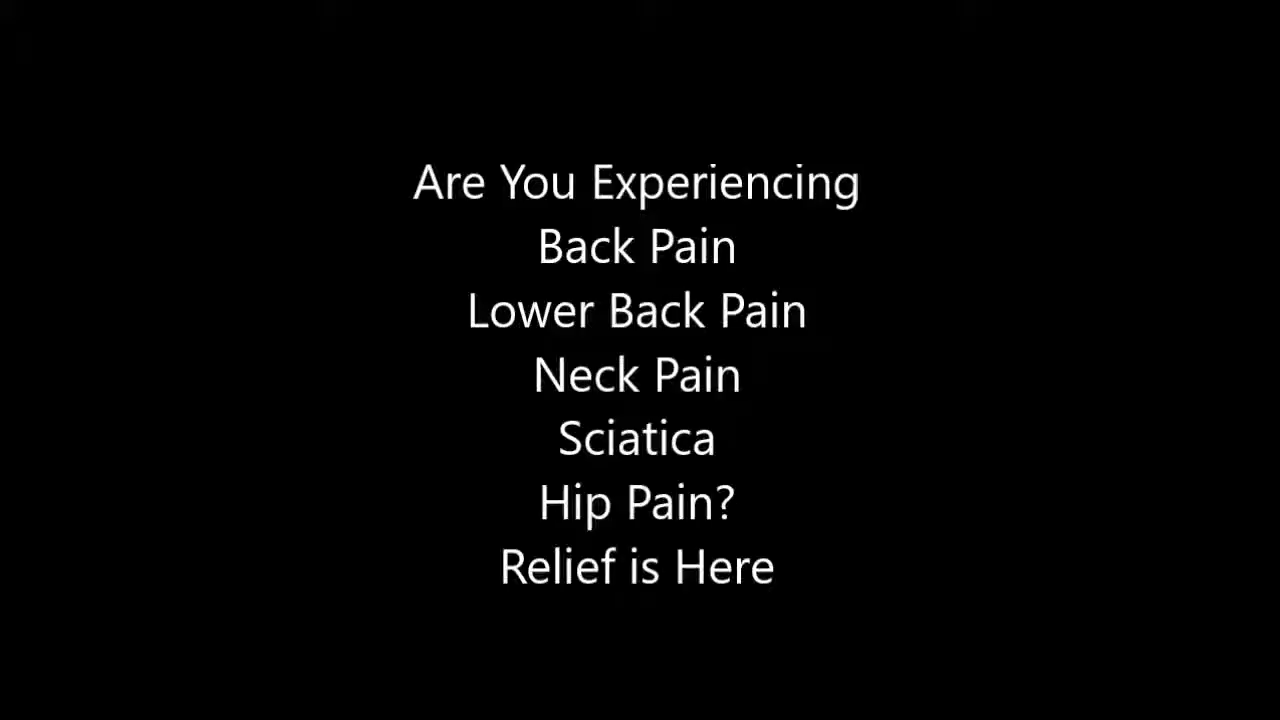 Are You Experiencing
Back Pain
Lower Back Pain
Neck Pain
Sciatica
Hip Pain?
Relief is Here